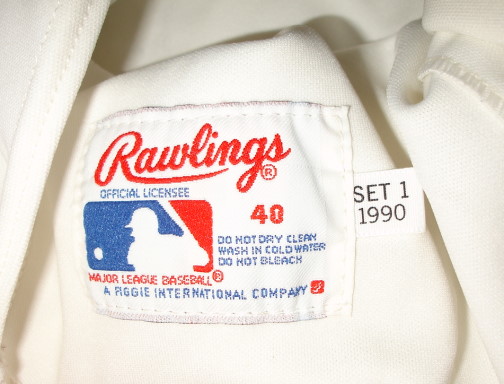 Rawlings®
OFFICIAL LICENSEE
40
DO NOT DRY CLEAN
WASH IN COLD WATER
DO NOT BLEACH
MAJOR LEAGUE BASEBALL®
A FIGGIE INTERNATIONAL COMPANY
SET 1
1990